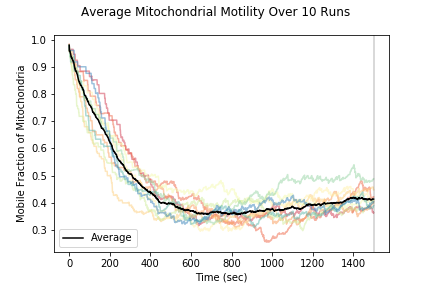 Average Mitochondrial Motility Over 10 Runs
Mobile Fraction of Mitochondria
1.0
0.9
0.8
0.7
0.6
0.5
0.4
0.3
Average
0 200 400 600 800 1000 1200 1400
Time (sec)